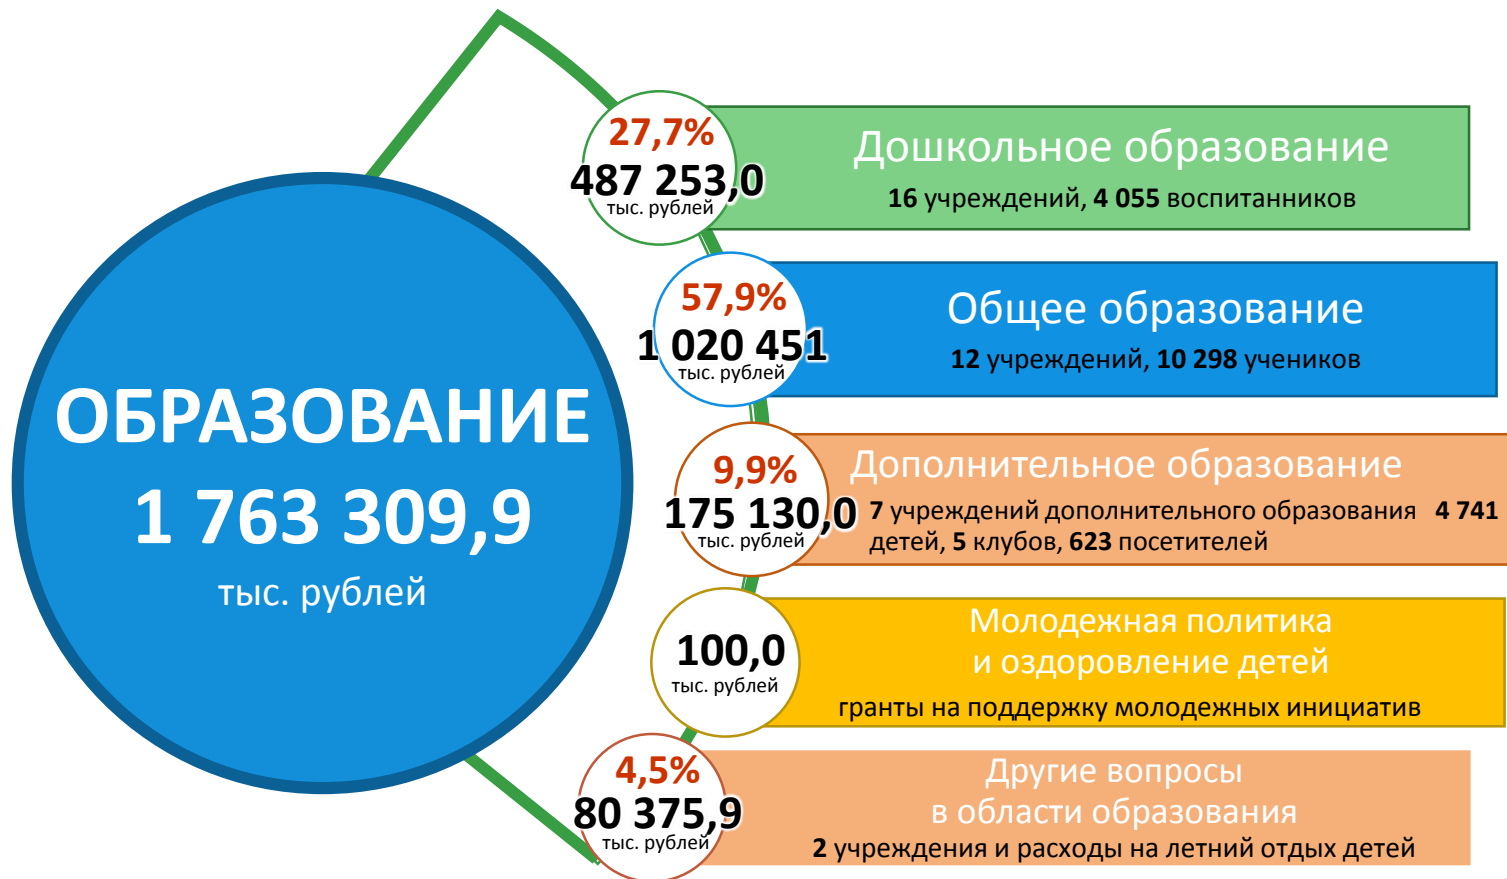 ОБРАЗОВАНИЕ
1 763 309,9
тыс. рублей
27,7%
487 253,0
тыс. рублей
Дошкольное образование
16 учреждений, 4 055 воспитанников
57,9%
1 020 451
тыс. рублей
Общее образование
12 учреждений, 10 298 учеников
9,9%
175 130,0
тыс. рублей
Дополнительное образование
7 учреждений дополнительного образования 4 741
детей, 5 клубов, 623 посетителей
100,0
тыс. рублей
Молодежная политика
и оздоровление детей
гранты на поддержку молодежных инициатив
4,5%
80 375,9
тыс. рублей
Другие вопросы
в области образования
2 учреждения и расходы на летний отдых детей